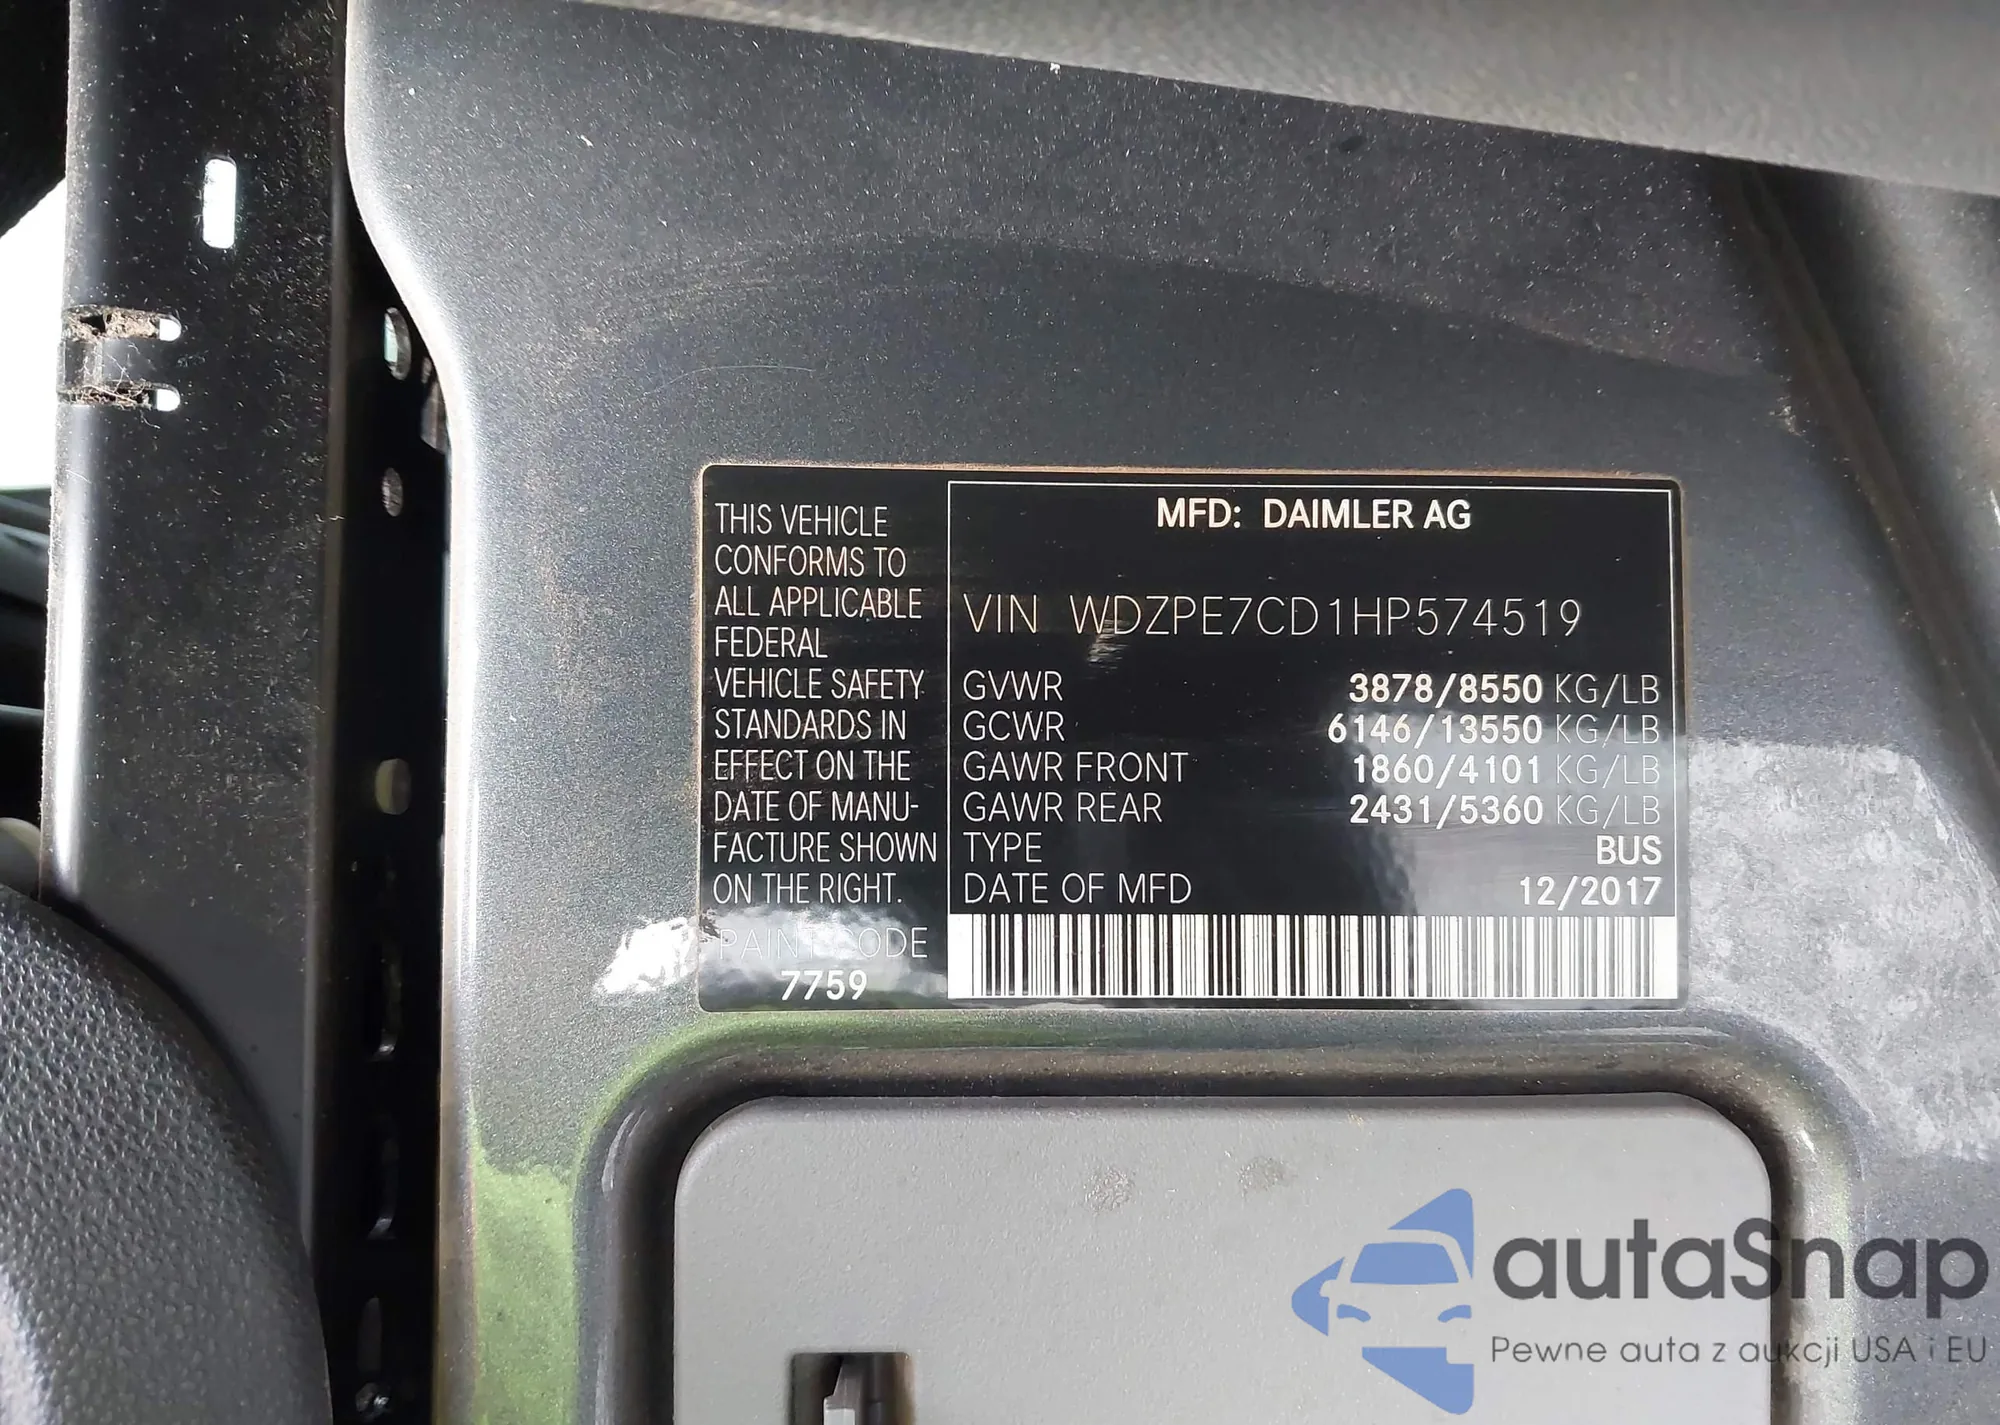 THIS VEHICLE
CONFORMS TO
ALL APPLICABLE
FEDERAL
VEHICLE SAFETY
STANDARDS IN
EFFECT ON THE
DATE OF MANU-
FACTURE SHOWN
ON THE RIGHT.
PAINT CODE
7759
MFD: DAIMLER AG
VIN WDZPE7CD1HP574519
GVWR 3878/8550 KG/LB
GCWR 6146/13550 KG/LB
GAWR FRONT 1860/4101 KG/LB
GAWR REAR 2431/5360 KG/LB
TYPE BUS
DATE OF MFD 12/2017
autaSnap
Pewne auta z aukcji USA i EU